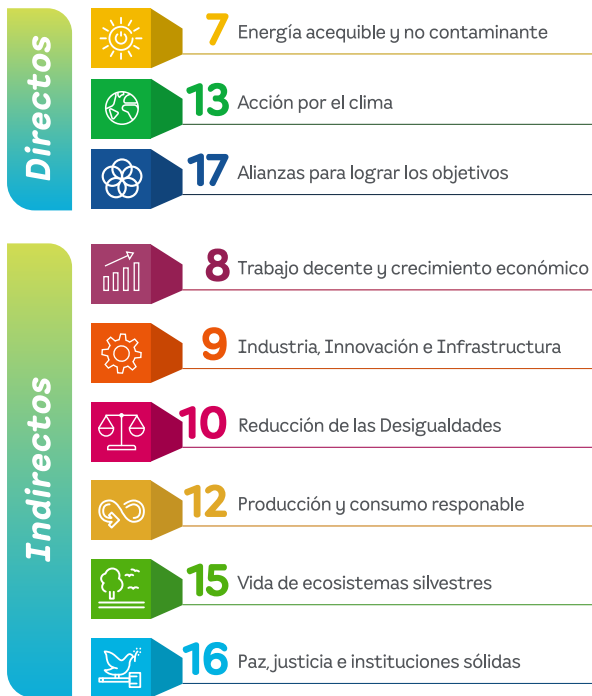 Directos
7 Energía acequible y no contaminante
13 Acción por el clima
17 Alianzas para lograr los objetivos
Indirectos
8 Trabajo decente y crecimiento económico
9 Industria, Innovación e Infrastructura
10 Reducción de las Desigualdades
12 Producción y consumo responable
15 Vida de ecosistemas silvestres
16 Paz, justicia e instituciones sólidas